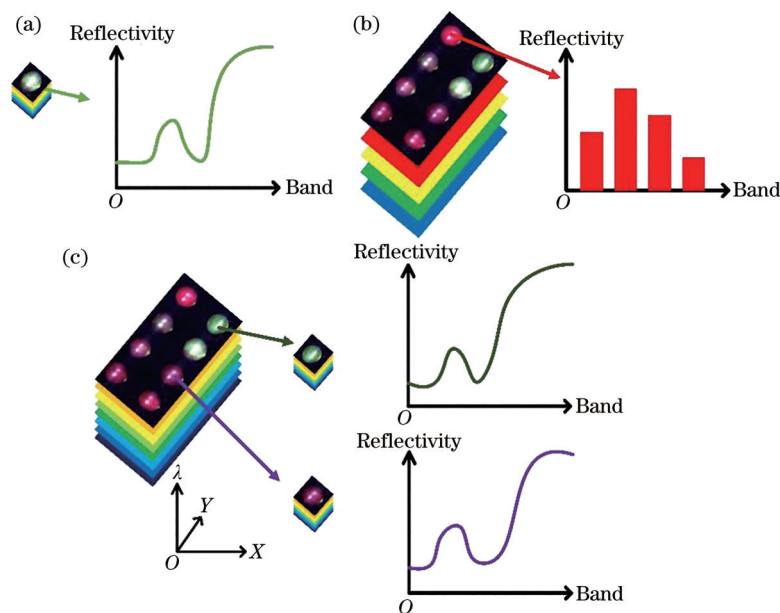 (a)
Reflectivity
Band
O
(b)
Reflectivity
Band
O
(c)
λ
Y
X
O
Reflectivity
Band
O
Reflectivity
Band
O